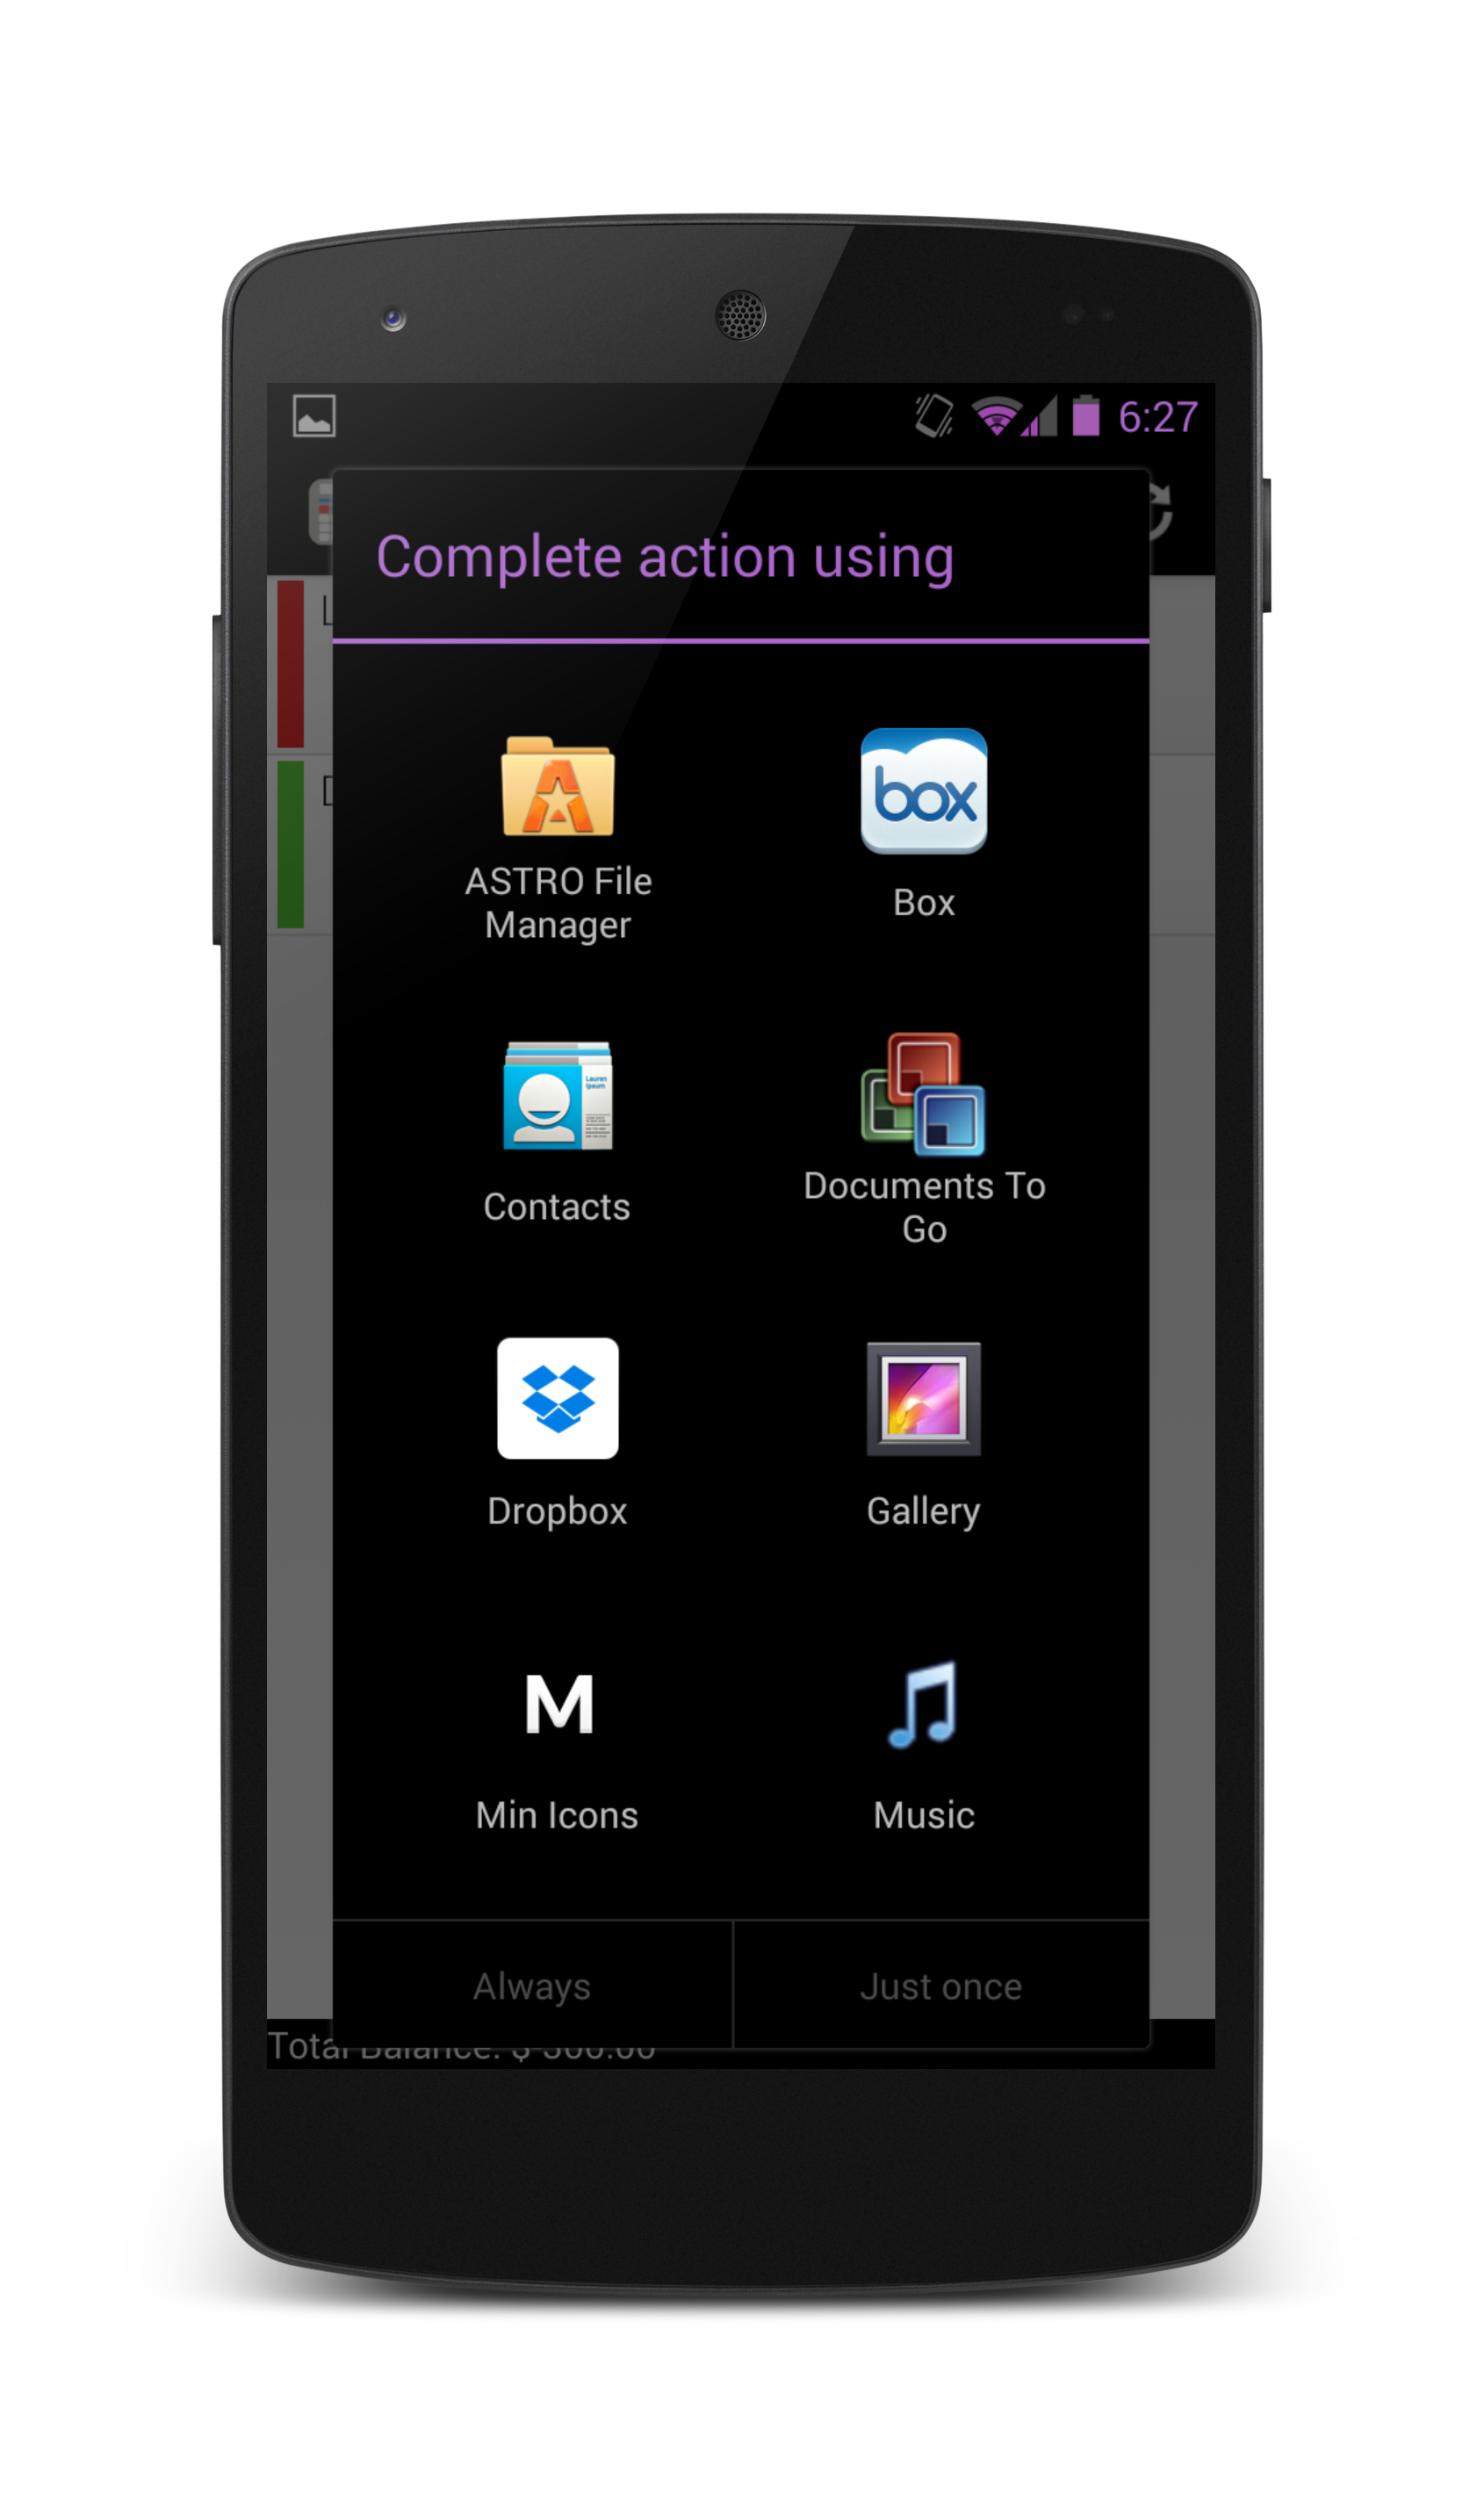 6:27
Complete action using
ASTRO File
Manager
box
Box
Contacts
Documents To
Go
Dropbox
Gallery
M
Min Icons
Music
Always
Just once
Total Balance: